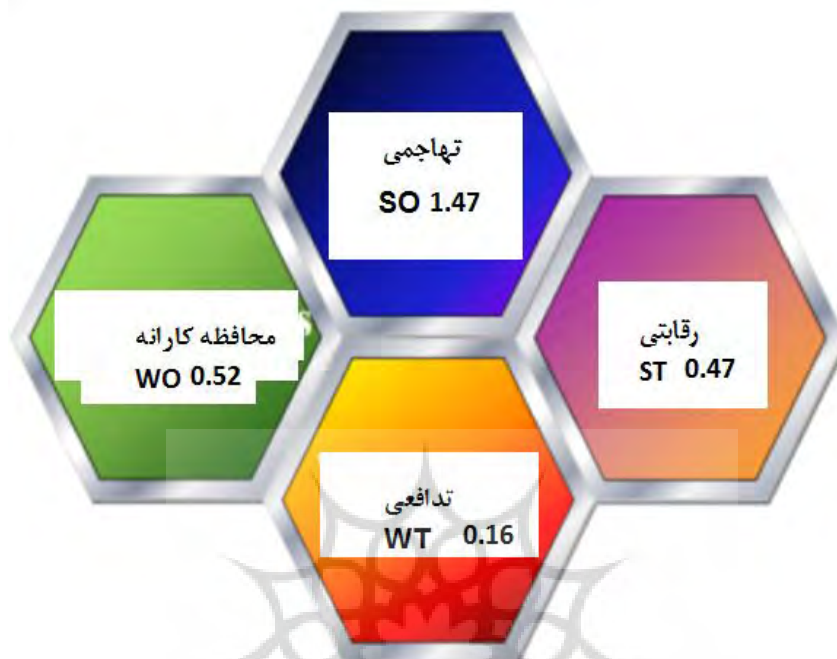 تهاجمی
SO 1.47
محافظه کارانه
WO 0.52
رقابتی
ST 0.47
تدافعی
WT 0.16